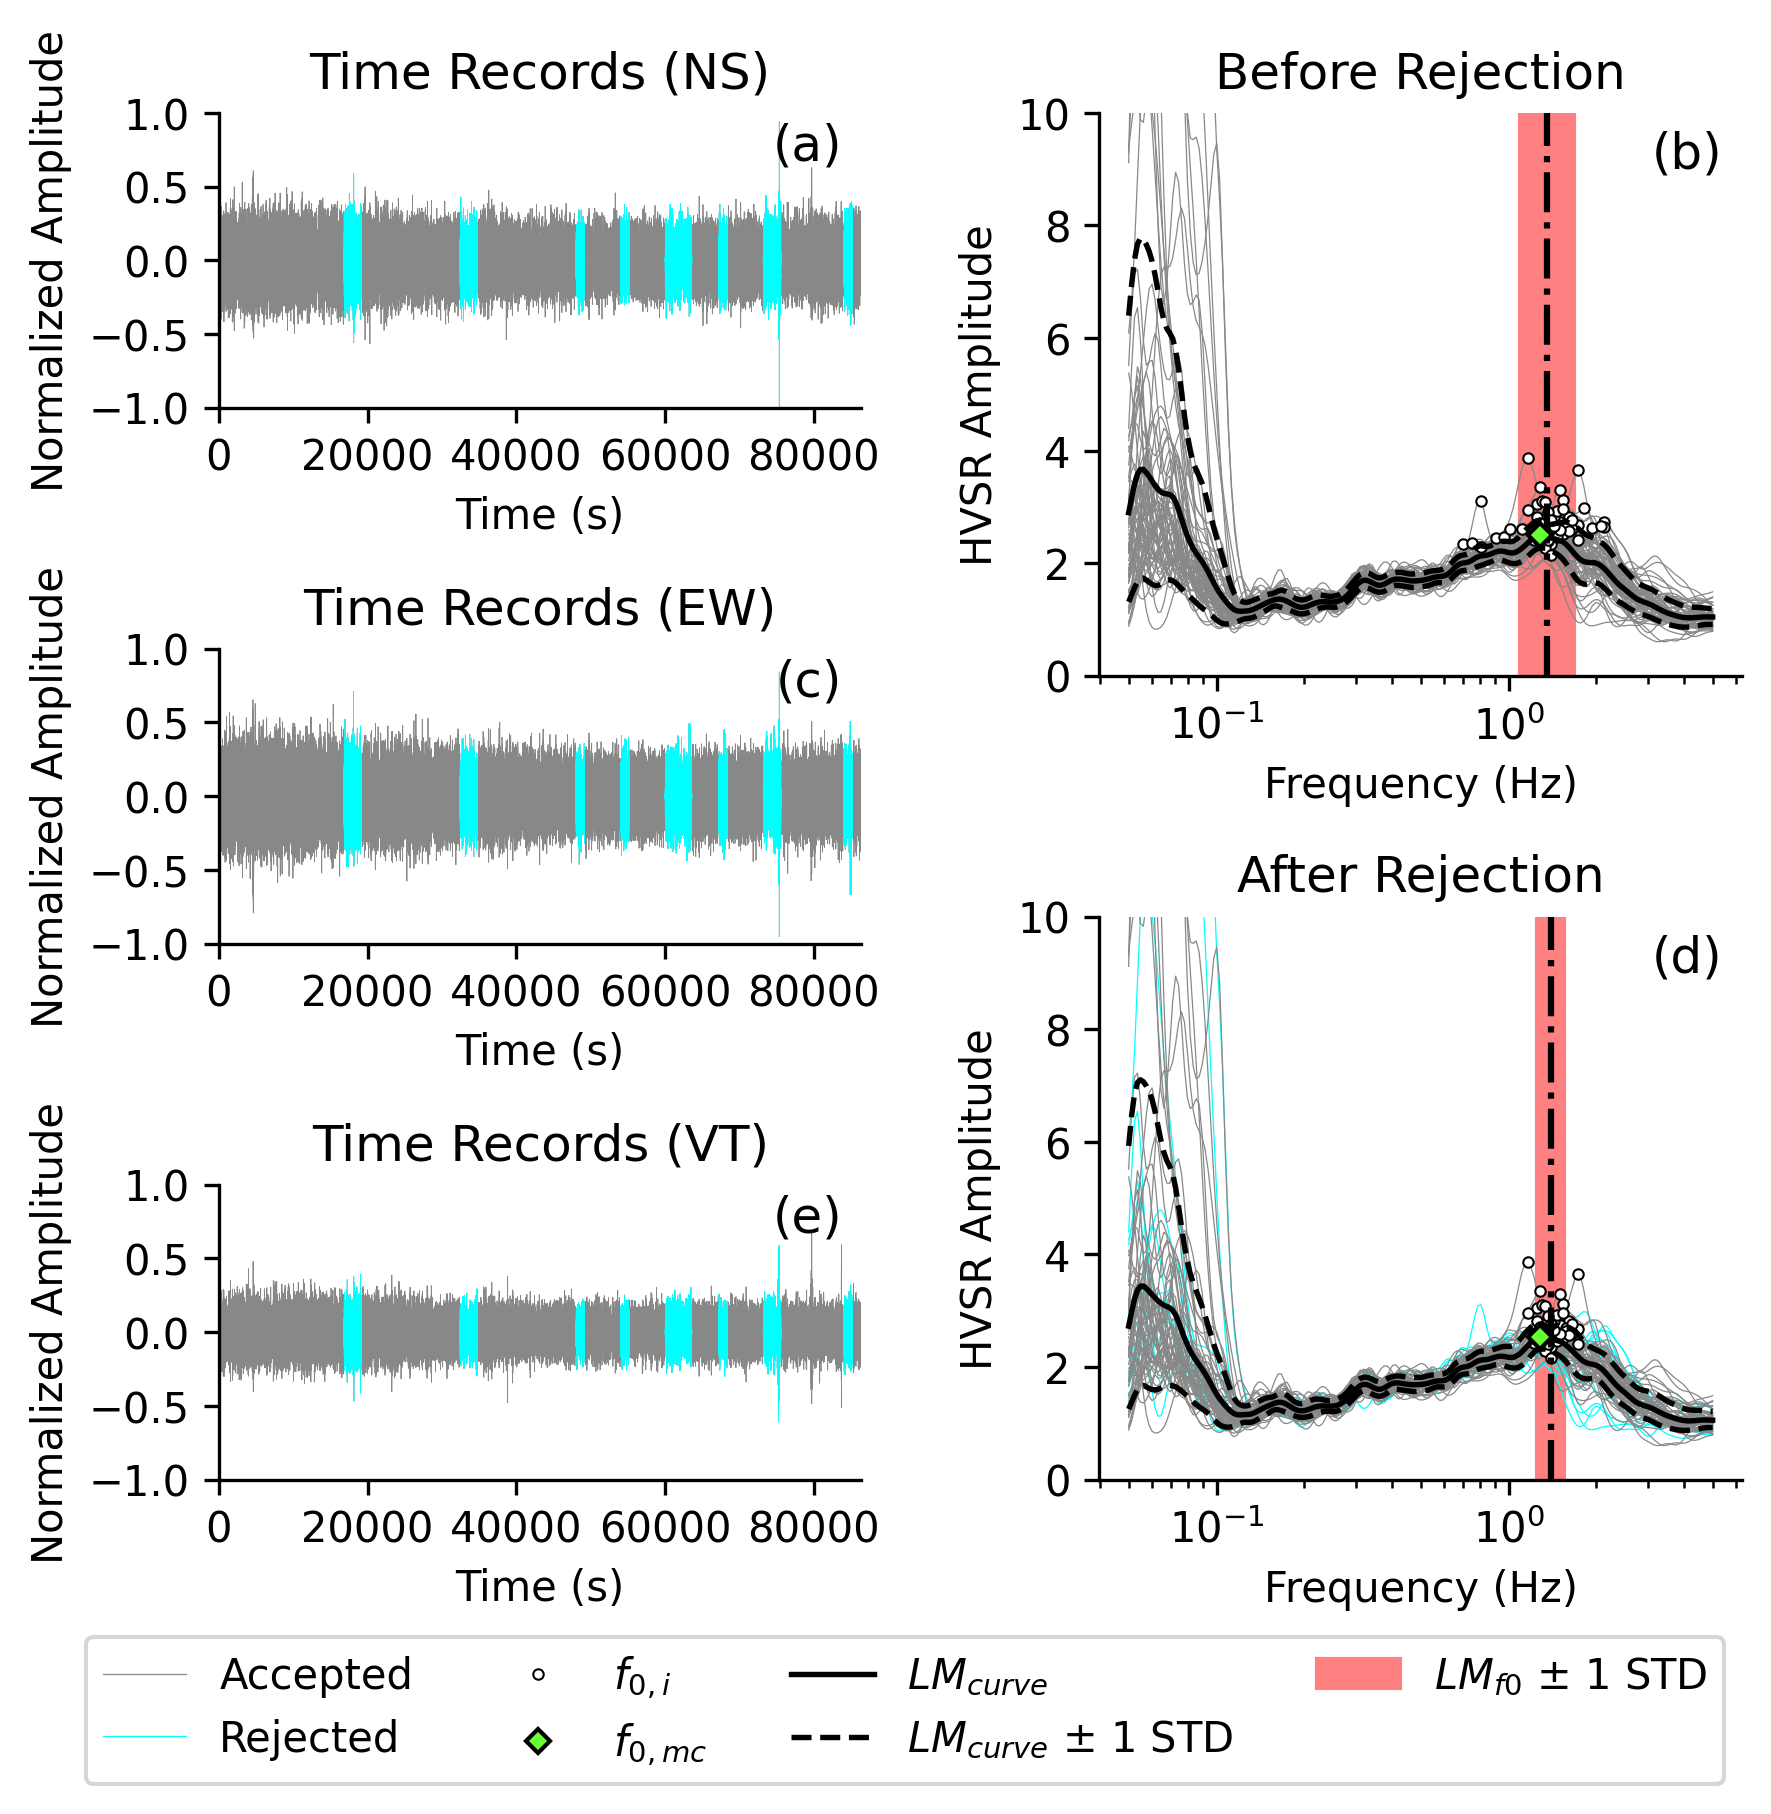 Time Records (NS)
Normalized Amplitude
1.0
0.5
0.0
−0.5
−1.0
(a)
0 20000 40000 60000 80000
Time (s)
Before Rejection
HVSR Amplitude
10
8
6
4
2
0
(b)
10⁻¹ 10⁰
Frequency (Hz)
Time Records (EW)
Normalized Amplitude
1.0
0.5
0.0
−0.5
−1.0
(c)
0 20000 40000 60000 80000
Time (s)
After Rejection
HVSR Amplitude
10
8
6
4
2
0
(d)
10⁻¹ 10⁰
Frequency (Hz)
Time Records (VT)
Normalized Amplitude
1.0
0.5
0.0
−0.5
−1.0
(e)
0 20000 40000 60000 80000
Time (s)
Accepted
Rejected
f0,i
f0,mc
LMcurve
LMcurve ± 1 STD
LMf0 ± 1 STD